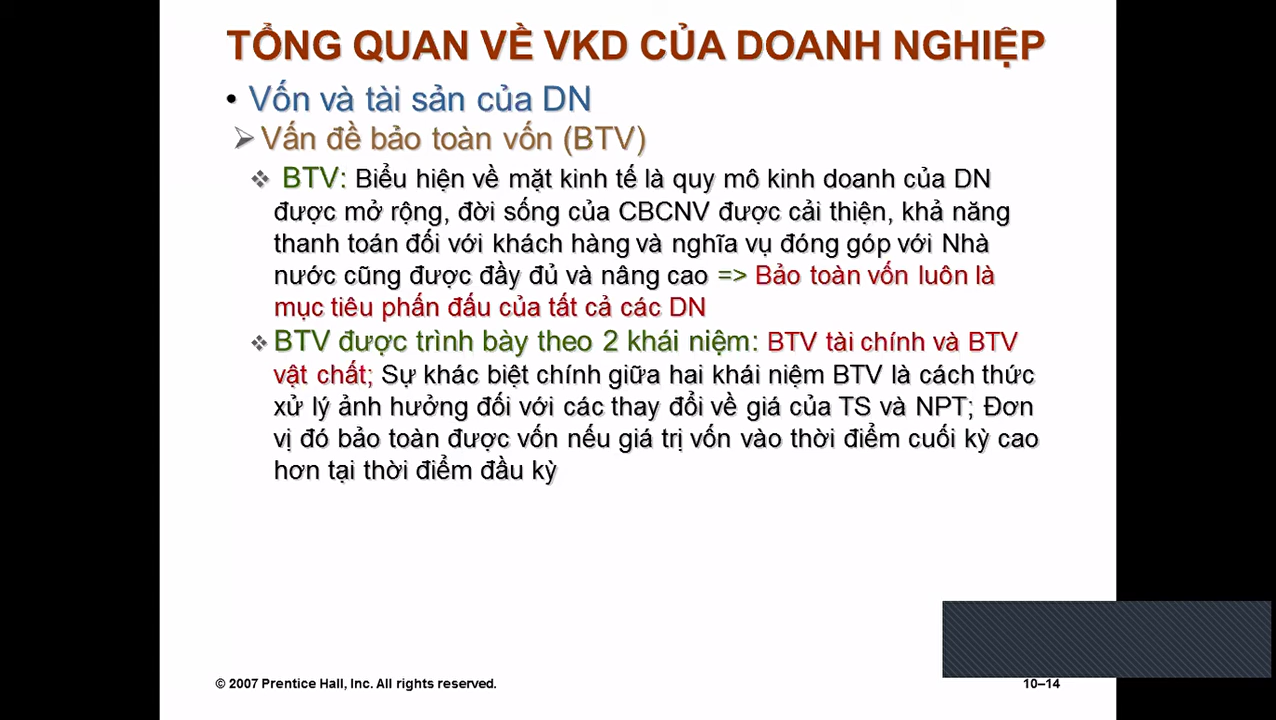 TỔNG QUAN VỀ VKD CỦA DOANH NGHIỆP
• Vốn và tài sản của DN
➢ Vấn đề bảo toàn vốn (BTV)
❖ BTV: Biểu hiện về mặt kinh tế là quy mô kinh doanh của DN
được mở rộng, đời sống của CBCNV được cải thiện, khả năng
thanh toán đối với khách hàng và nghĩa vụ đóng góp với Nhà
nước cũng được đầy đủ và nâng cao => Bảo toàn vốn luôn là
mục tiêu phấn đấu của tất cả các DN
❖ BTV được trình bày theo 2 khái niệm: BTV tài chính và BTV
vật chất; Sự khác biệt chính giữa hai khái niệm BTV là cách thức
xử lý ảnh hưởng đối với các thay đổi về giá của TS và NPT; Đơn
vị đó bảo toàn được vốn nếu giá trị vốn vào thời điểm cuối kỳ cao
hơn tại thời điểm đầu kỳ
© 2007 Prentice Hall, Inc. All rights reserved.
10–14